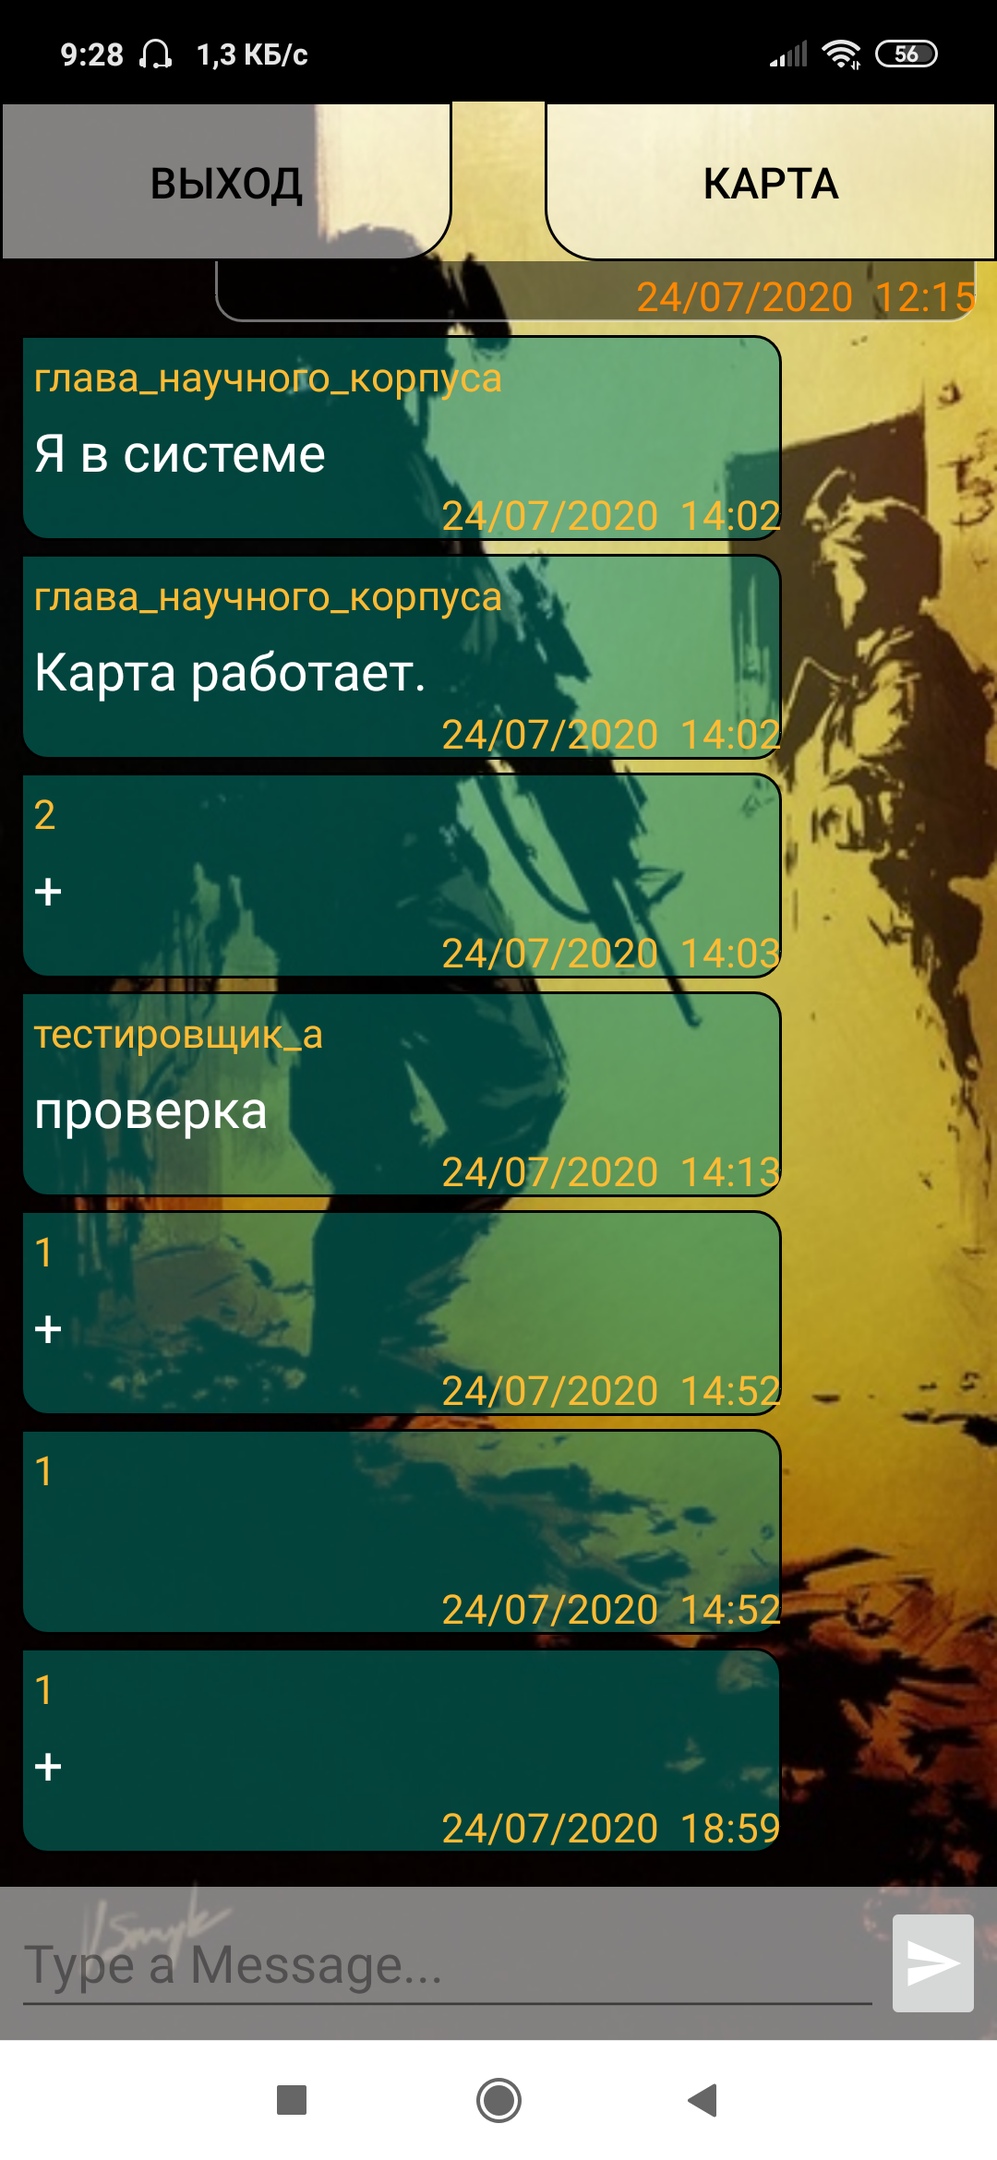 9:28 1,3 КБ/с 56
ВЫХОД КАРТА
24/07/2020 12:15
глава_научного_корпуса
Я в системе
24/07/2020 14:02
глава_научного_корпуса
Карта работает.
24/07/2020 14:02
2
+
24/07/2020 14:03
тестировщик_а
проверка
24/07/2020 14:13
1
+
24/07/2020 14:52
1
24/07/2020 14:52
1
+
24/07/2020 18:59
Type a Message...